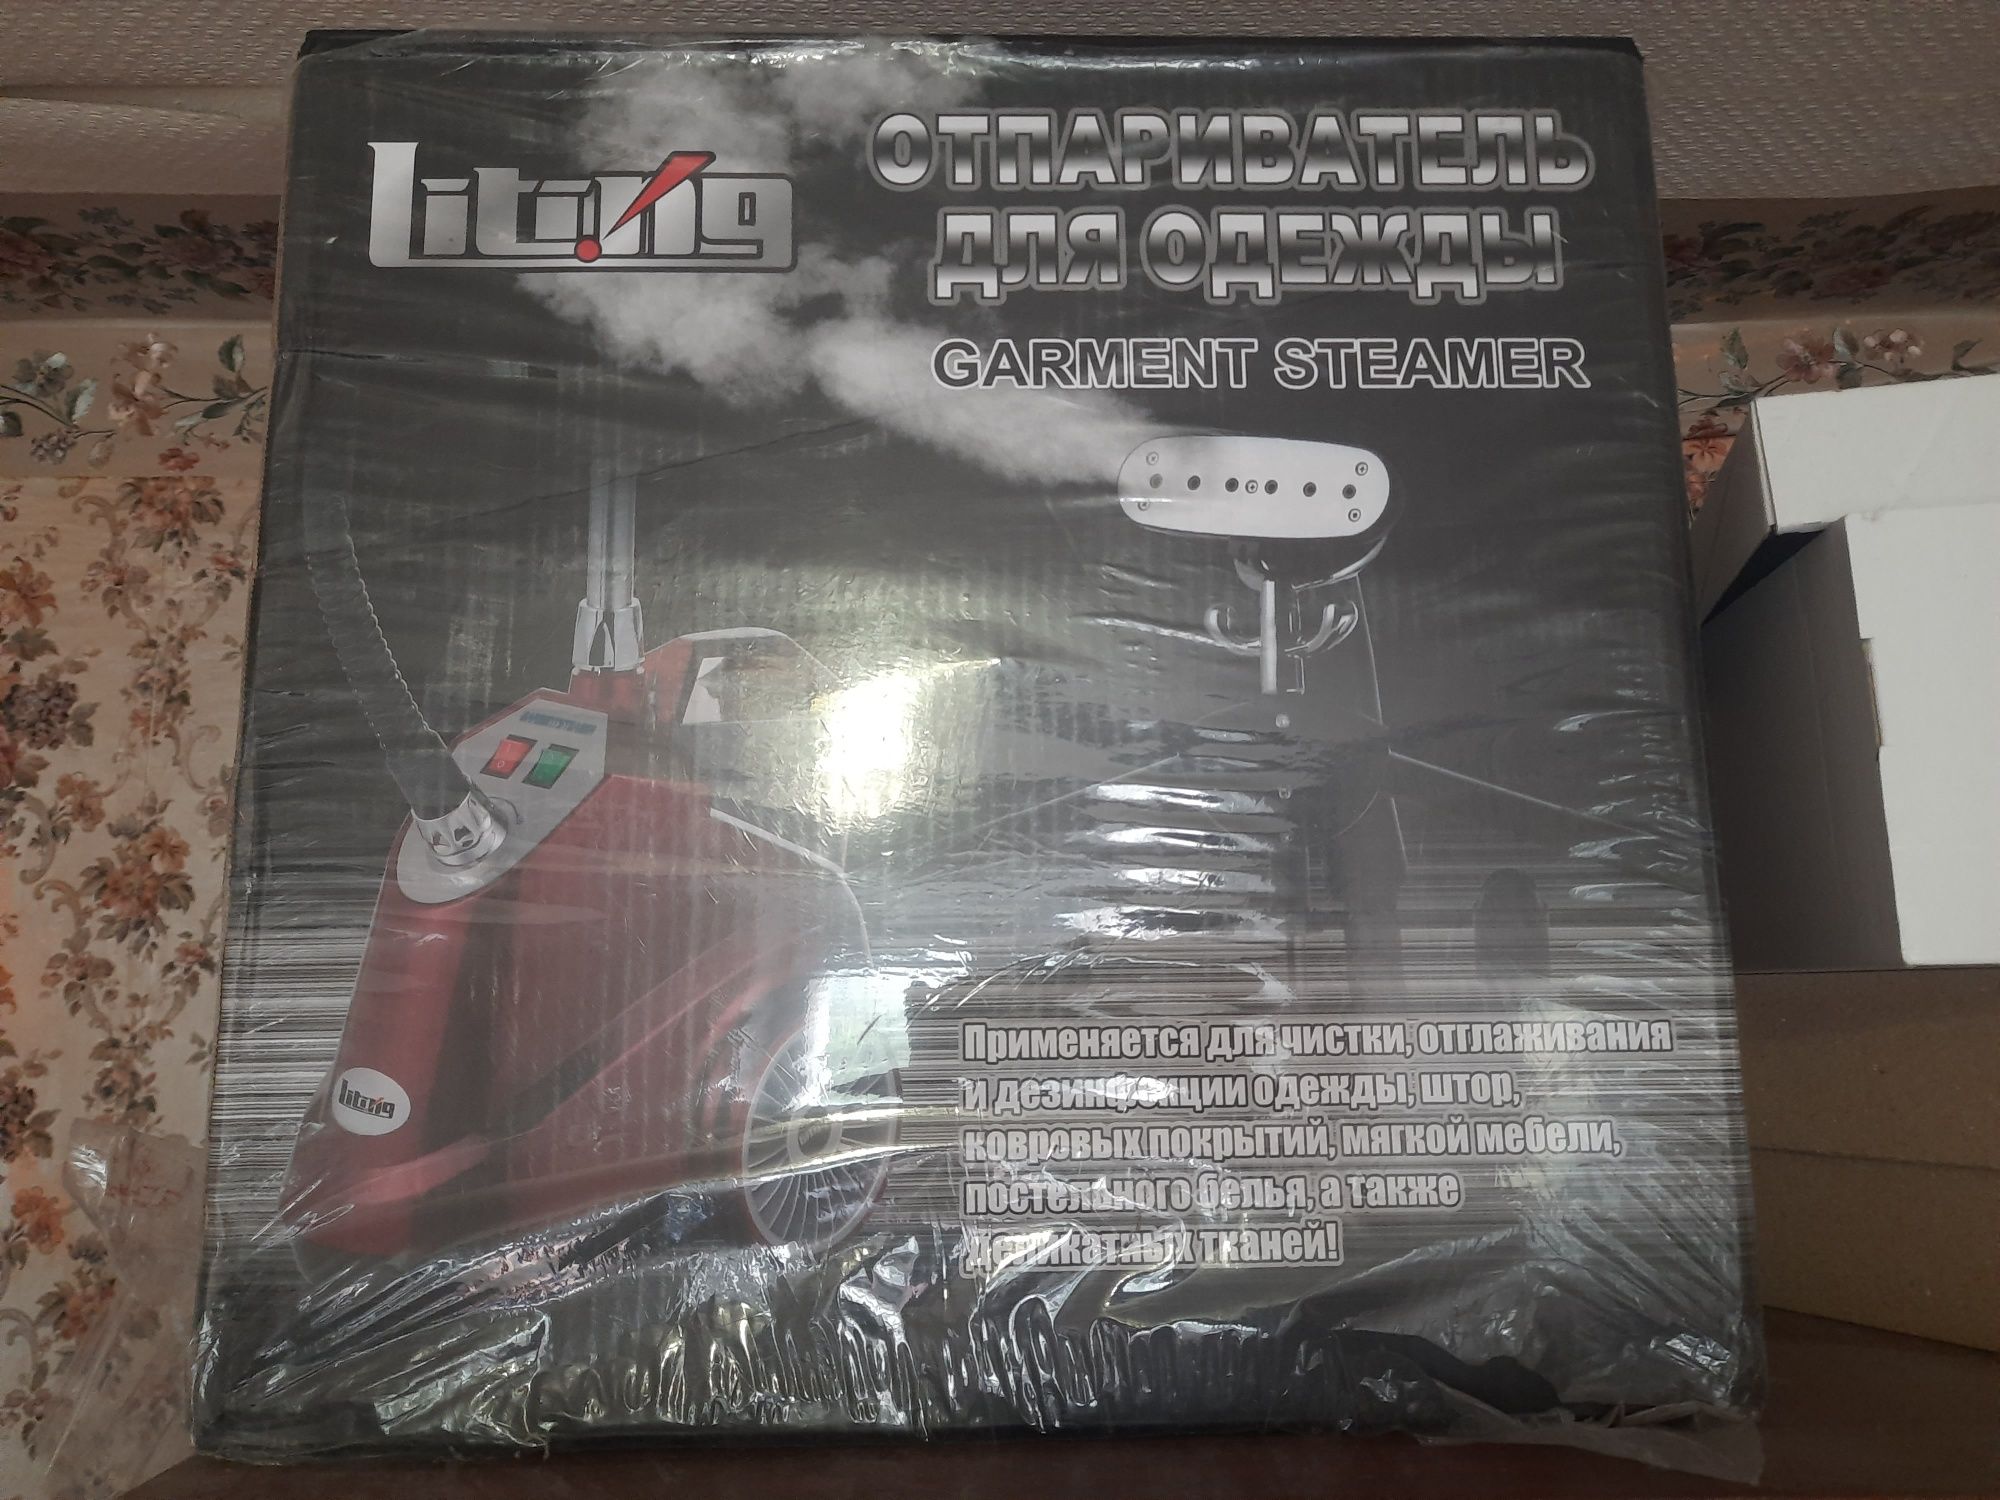 Liting
ОТПАРИВАТЕЛЬ
ДЛЯ ОДЕЖДЫ
GARMENT STEAMER
Liting
Применяется для чистки, отглаживания
и дезинфекции одежды, штор,
ковровых покрытий, мягкой мебели,
постельного белья, а также
деликатных тканей!